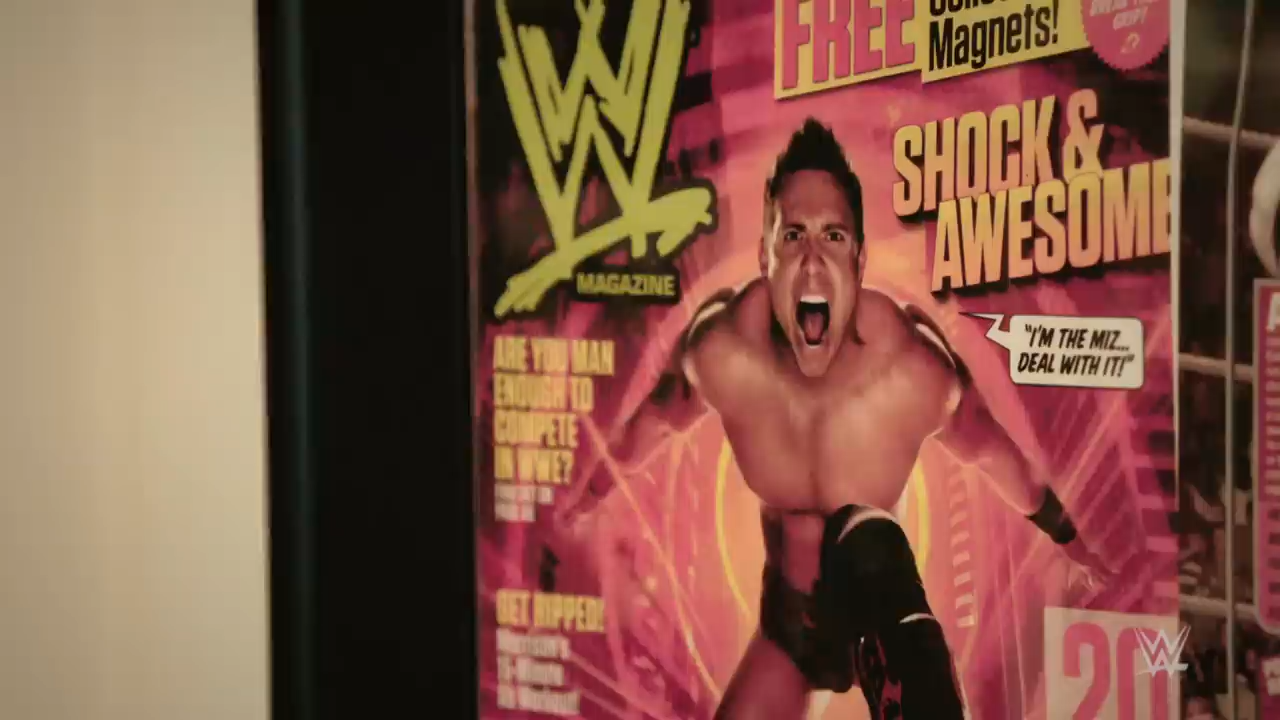 FREE
Magnets!
W
MAGAZINE
SHOCK &
AWESOME
"I'M THE MIZ...
DEAL WITH IT!"
ARE YOU MAN
ENOUGH TO
COMPETE
IN WWE?
GET RIPPED!
20
W